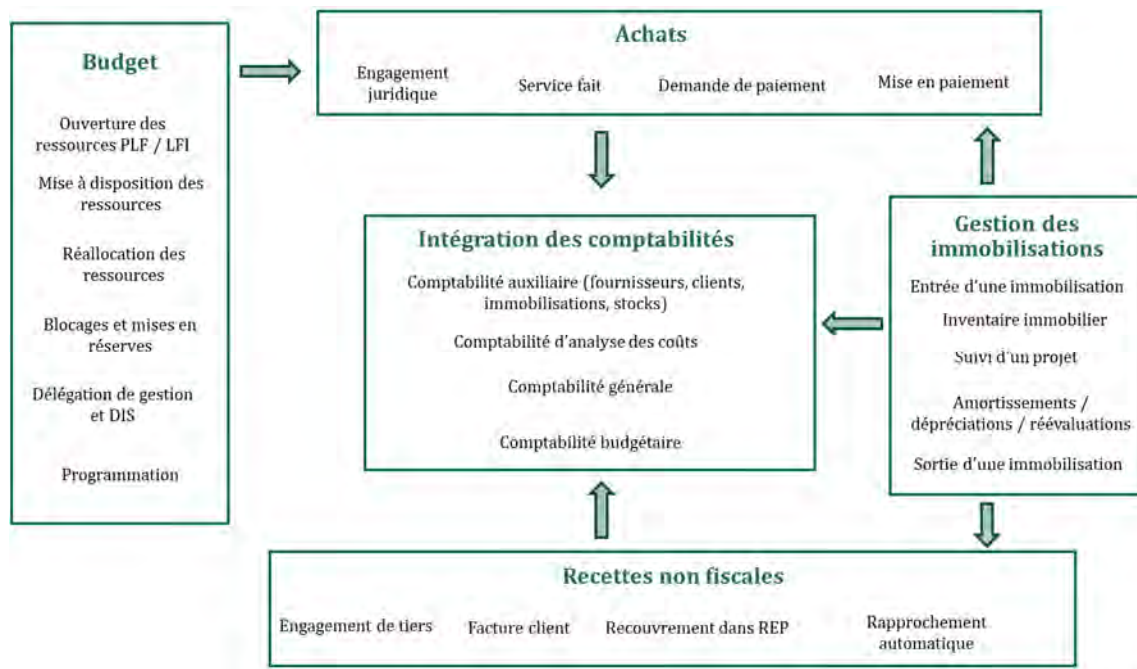 Budget
Ouverture des
ressources PLF / LFI
Mise à disposition des
ressources
Réallocation des
ressources
Blocages et mises en
réserves
Délégation de gestion
et DIS
Programmation
Achats
Engagement
juridique
Service fait
Demande de paiement
Mise en paiement
Intégration des comptabilités
Comptabilité auxiliaire (fournisseurs, clients,
immobilisations, stocks)
Comptabilité d'analyse des coûts
Comptabilité générale
Comptabilité budgétaire
Gestion des
immobilisations
Entrée d'une immobilisation
Inventaire immobilier
Suivi d'un projet
Amortissements /
dépréciations / réévaluations
Sortie d'une immobilisation
Recettes non fiscales
Engagement de tiers
Facture client
Recouvrement dans REP
Rapprochement
automatique